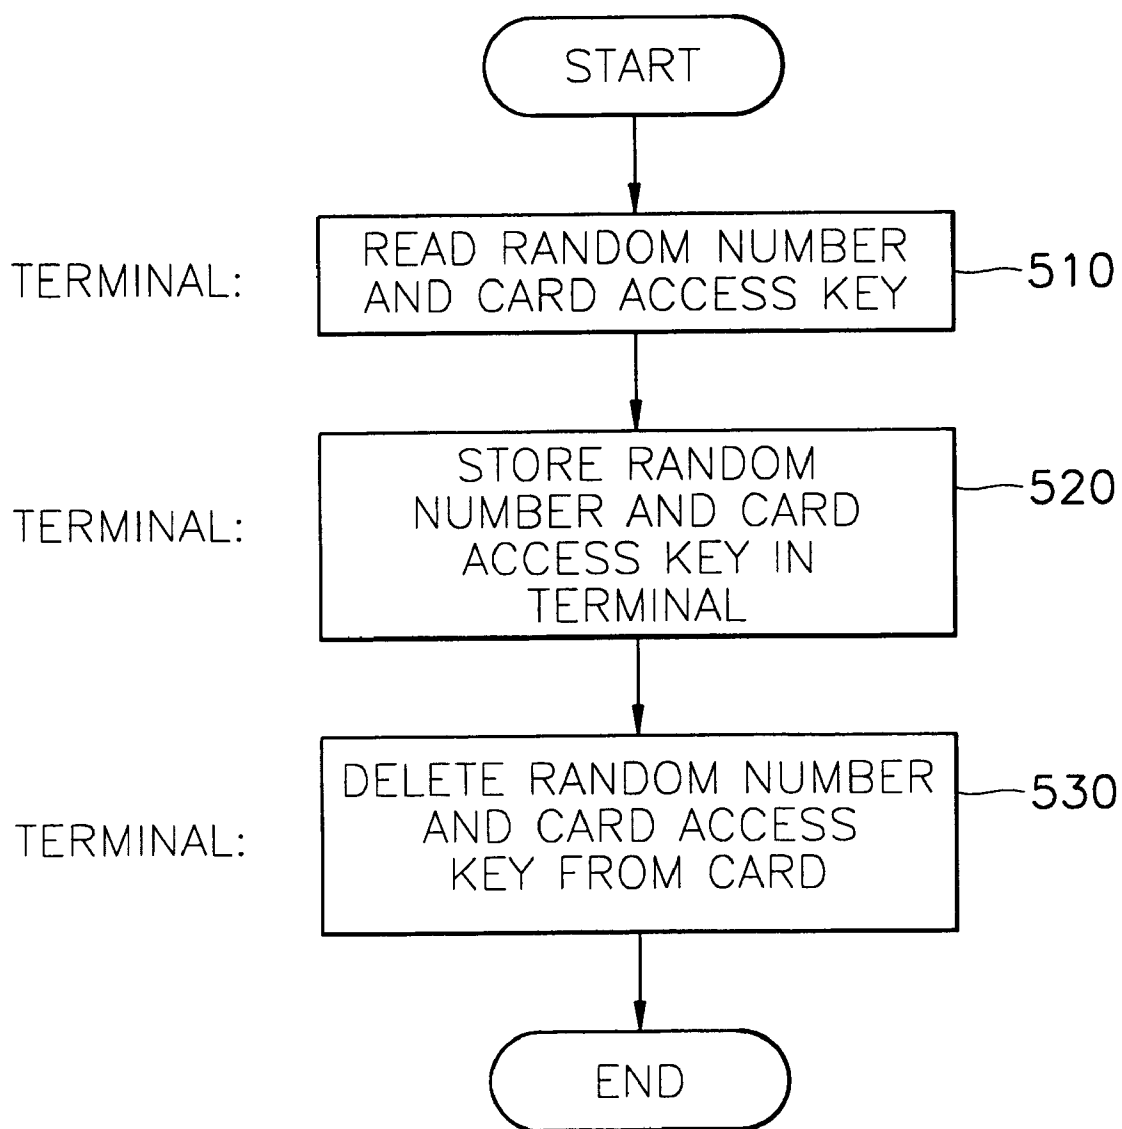 START
TERMINAL:
READ RANDOM NUMBER
AND CARD ACCESS KEY
510
TERMINAL:
STORE RANDOM
NUMBER AND CARD
ACCESS KEY IN
TERMINAL
520
TERMINAL:
DELETE RANDOM NUMBER
AND CARD ACCESS
KEY FROM CARD
530
END